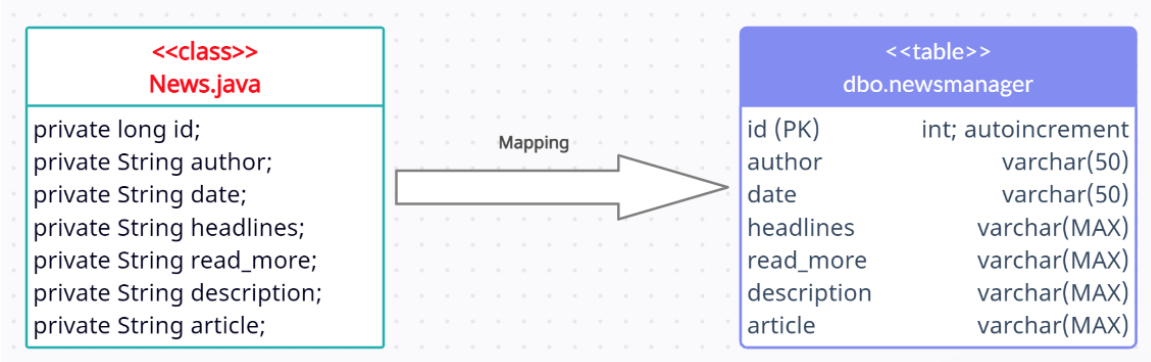 <<class>>
News.java
private long id;
private String author;
private String date;
private String headlines;
private String read_more;
private String description;
private String article;
Mapping
<<table>>
dbo.newsmanager
id (PK) int; autoincrement
author varchar(50)
date varchar(50)
headlines varchar(MAX)
read_more varchar(MAX)
description varchar(MAX)
article varchar(MAX)